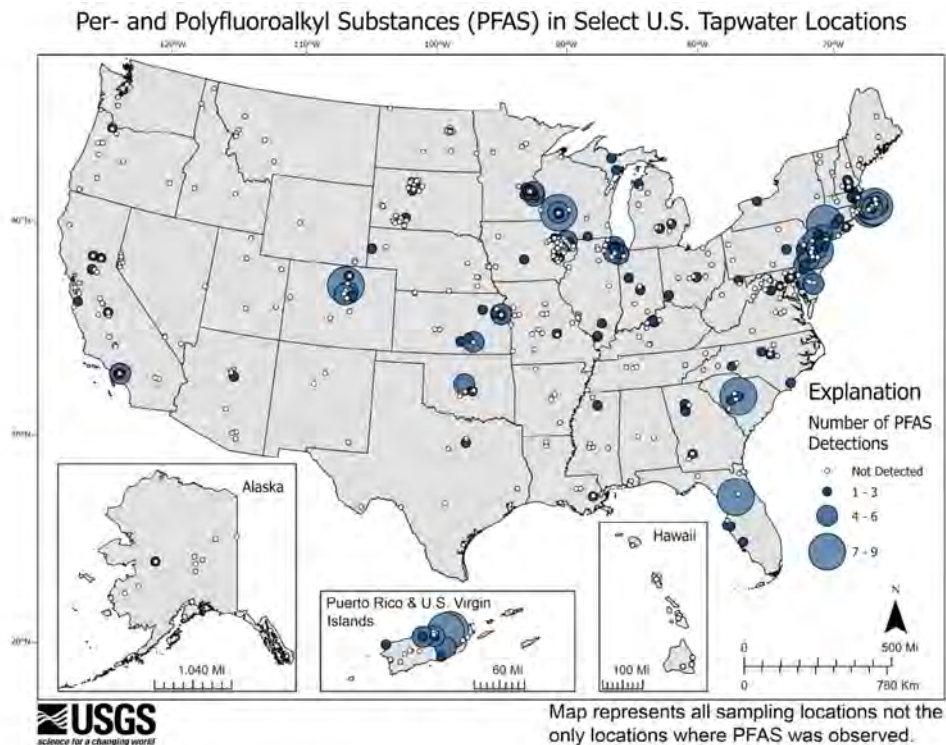 Per- and Polyfluoroalkyl Substances (PFAS) in Select U.S. Tapwater Locations
120°W 110°W 100°W 90°W 80°W 70°W
40°N
30°N
20°N
Explanation
Number of PFAS
Detections
Not Detected
1 - 3
4 - 6
7 - 9
Alaska
1,040 Mi
Puerto Rico & U.S. Virgin
Islands
60 Mi
Hawaii
100 Mi
N
0 500 Mi
0 780 Km
USGS
science for a changing world
Map represents all sampling locations not the
only locations where PFAS was observed.